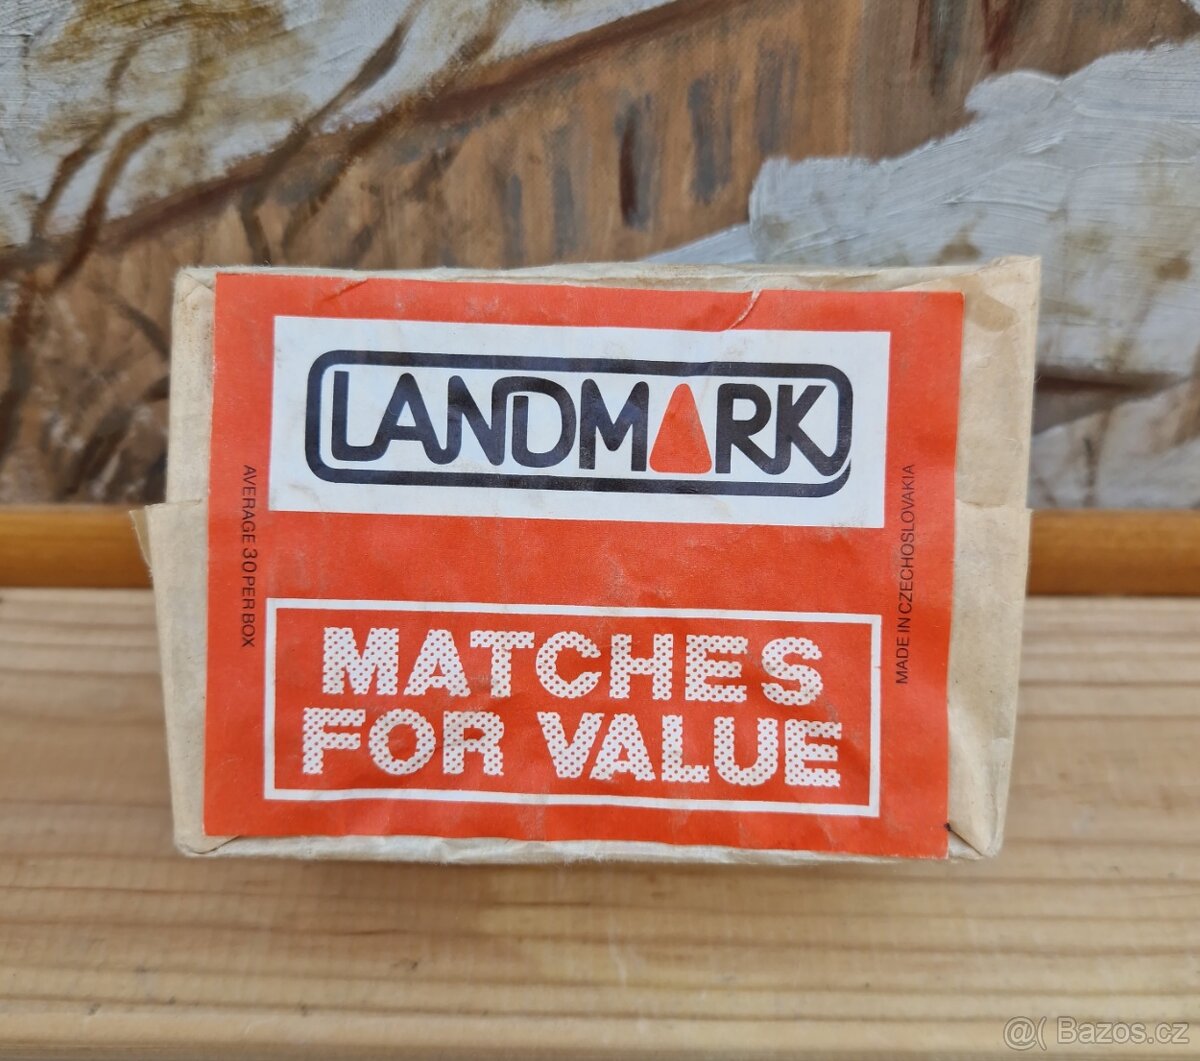 LANDMARK
AVERAGE 30 PER BOX
MADE IN CZECHOSLOVAKIA
MATCHES
FOR VALUE
@( Bazos.cz